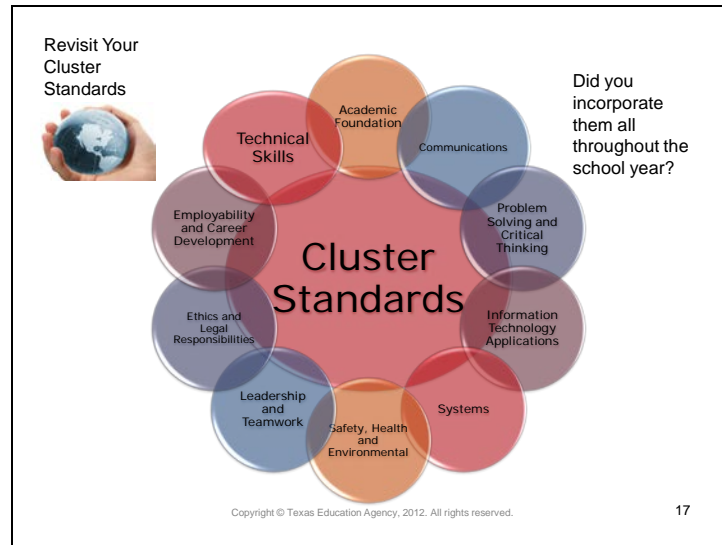 Revisit Your
Cluster
Standards
Did you
incorporate
them all
throughout the
school year?
Academic
Foundation
Communications
Problem
Solving and
Critical
Thinking
Information
Technology
Applications
Systems
Safety, Health
and
Environmental
Leadership
and
Teamwork
Ethics and
Legal
Responsibilities
Employability
and Career
Development
Technical
Skills
Cluster
Standards
Copyright © Texas Education Agency, 2012. All rights reserved.
17